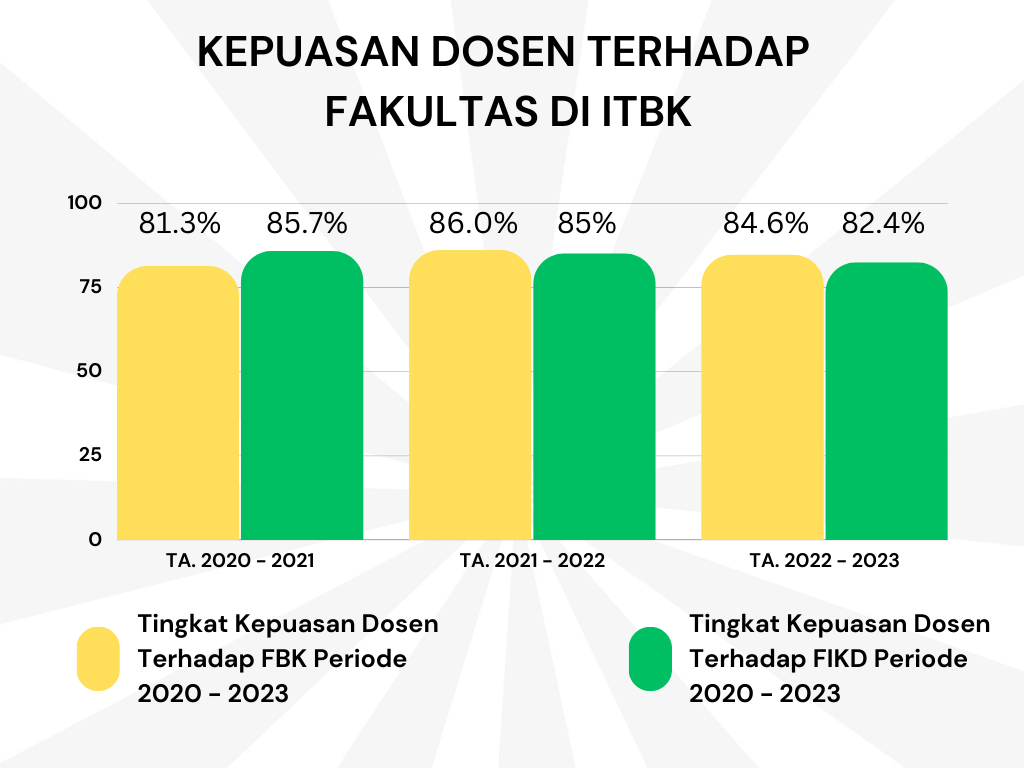 KEPUASAN DOSEN TERHADAP
FAKULTAS DI ITBK
100
81.3% 85.7% 86.0% 85% 84.6% 82.4%
75
50
25
0
TA. 2020 - 2021 TA. 2021 - 2022 TA. 2022 - 2023
Tingkat Kepuasan Dosen
Terhadap FBK Periode
2020 - 2023
Tingkat Kepuasan Dosen
Terhadap FIKD Periode
2020 - 2023